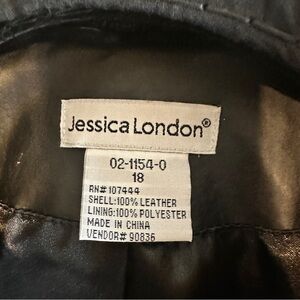 Jessica London®
02-1154-0
18
RN# 107444
SHELL:100% LEATHER
LINING:100% POLYESTER
MADE IN CHINA
VENDOR# 90836